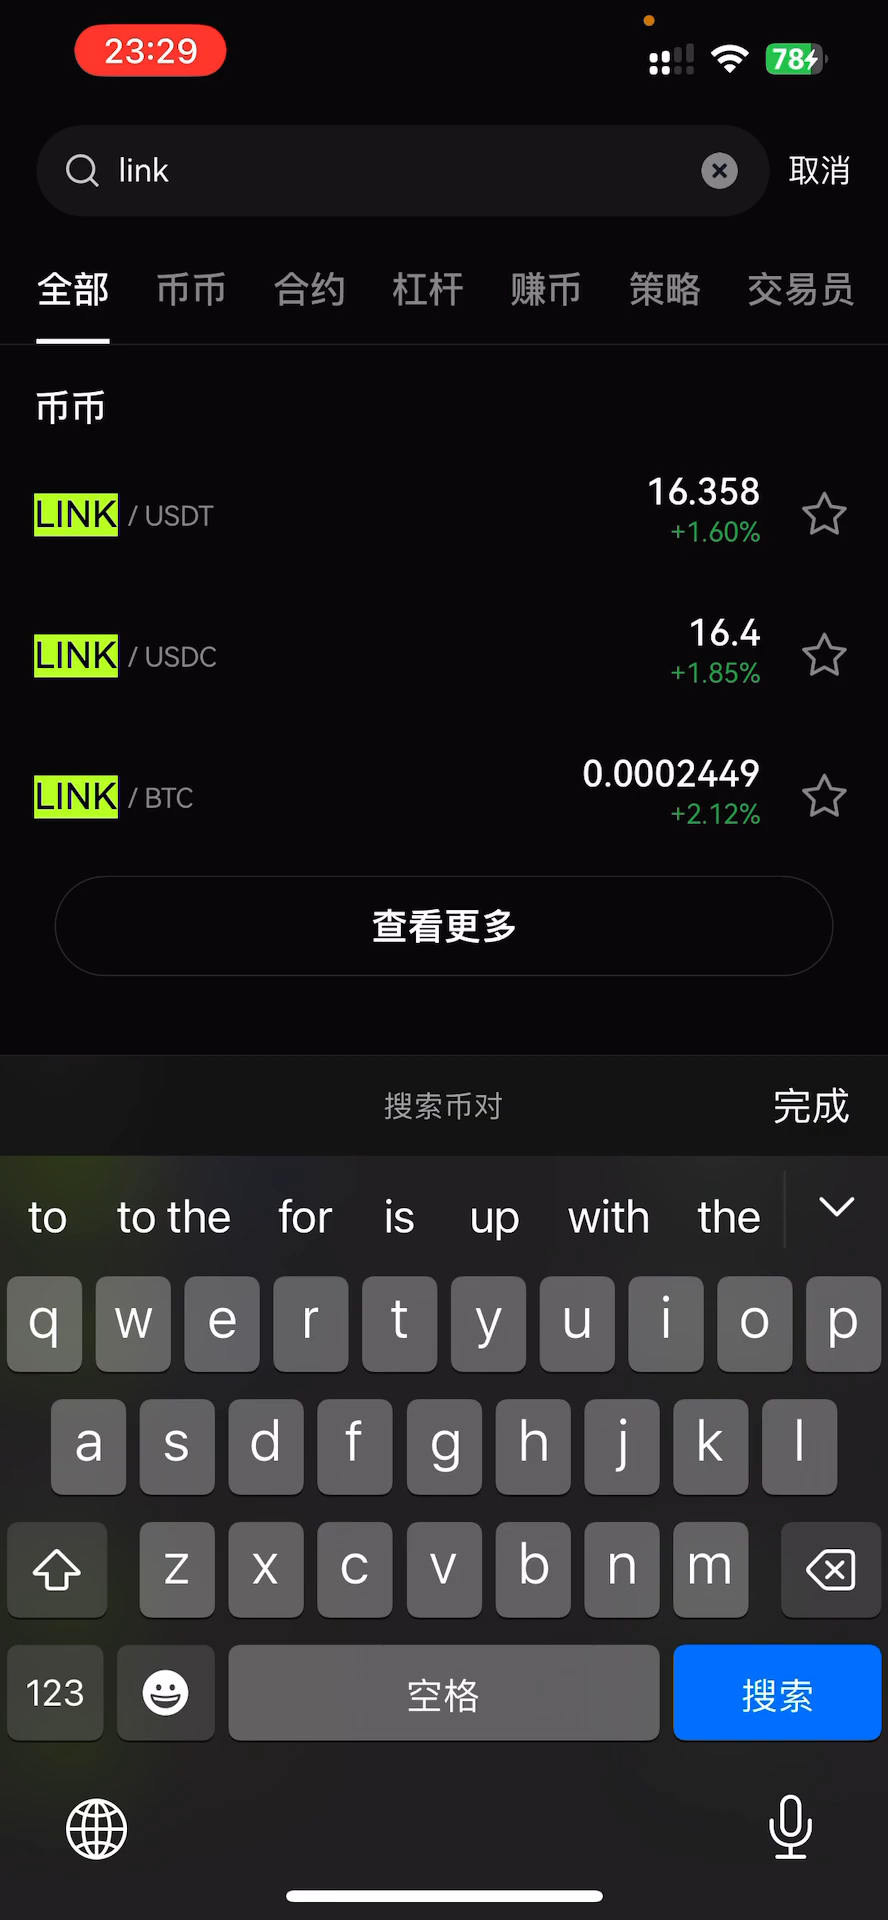 23:29
78
link
取消
全部 币币 合约 杠杆 赚币 策略 交易员
币币
LINK / USDT 16.358
+1.60%
LINK / USDC 16.4
+1.85%
LINK / BTC 0.0002449
+2.12%
查看更多
搜索币对 完成
to to the for is up with the
q w e r t y u i o p
a s d f g h j k l
z x c v b n m
123 空格 搜索